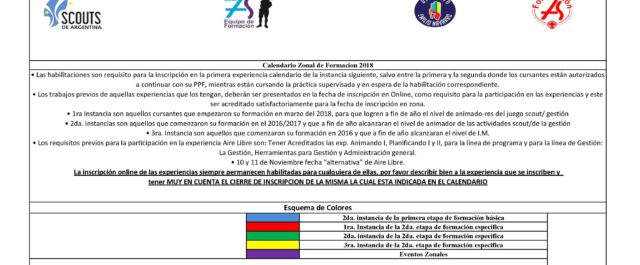 SCOUTS
DE ARGENTINA
Equipo de
Formación
Calendario Zonal de Formacion 2018
• Las habilitaciones son requisito para la inscripción en la primera experiencia calendario de la instancia siguiente, salvo entre la primera y la segunda donde los cursantes están autorizados
a continuar con su PPF, mientras están cursando la práctica supervisada y en espera de la habilitación correspondiente.
• Los trabajos previos de aquellas experiencias que los tengan, deberán ser presentados en la fecha de inscripción en Online, como requisito para la participación en las experiencias y este
ser acreditado satisfactoriamente para la fecha de inscripción en zona.
• 1ra instancia son aquellos cursantes que empezaron su formación en marzo del 2018, para que logren a fin de año el nivel de animado-res del juego scout/ gestión
• 2da. instancias son aquellos que comenzaron su formación en el 2016/2017 y que a fin de año alcanzaran el nivel de animador de las actividades scout/de la gestión
• 3ra. Instancia son aquellos que comenzaron su formación en 2016 y que a fin de año alcanzaran el nivel de I.M.
• Los requisitos previos para la participación en la experiencia Aire Libre son: Tener Acreditados las exp. Animando I, Planificando I y II, para la línea de programa y para la línea de Gestión:
La Gestión, Herramientas para Gestión y Administración general.
• 10 y 11 de Noviembre fecha "alternativa" de Aire Libre.
La inscripción online de las experiencias siempre permanecen habilitadas para cualquiera de ellas, por favor describir bien a la experiencia que se inscriben y
tener MUY EN CUENTA EL CIERRE DE INSCRIPCION DE LA MISMA LA CUAL ESTA INDICADA EN EL CALENDARIO
Esquema de Colores
2da. instancia de la primera etapa de formación básica
1ra. Instancia de la 2da. etapa de formación especifica
2da. instancia de la 2da. etapa de formación especifica
3ra. instancia de la 2da. etapa de formación especifica
Eventos Zonales